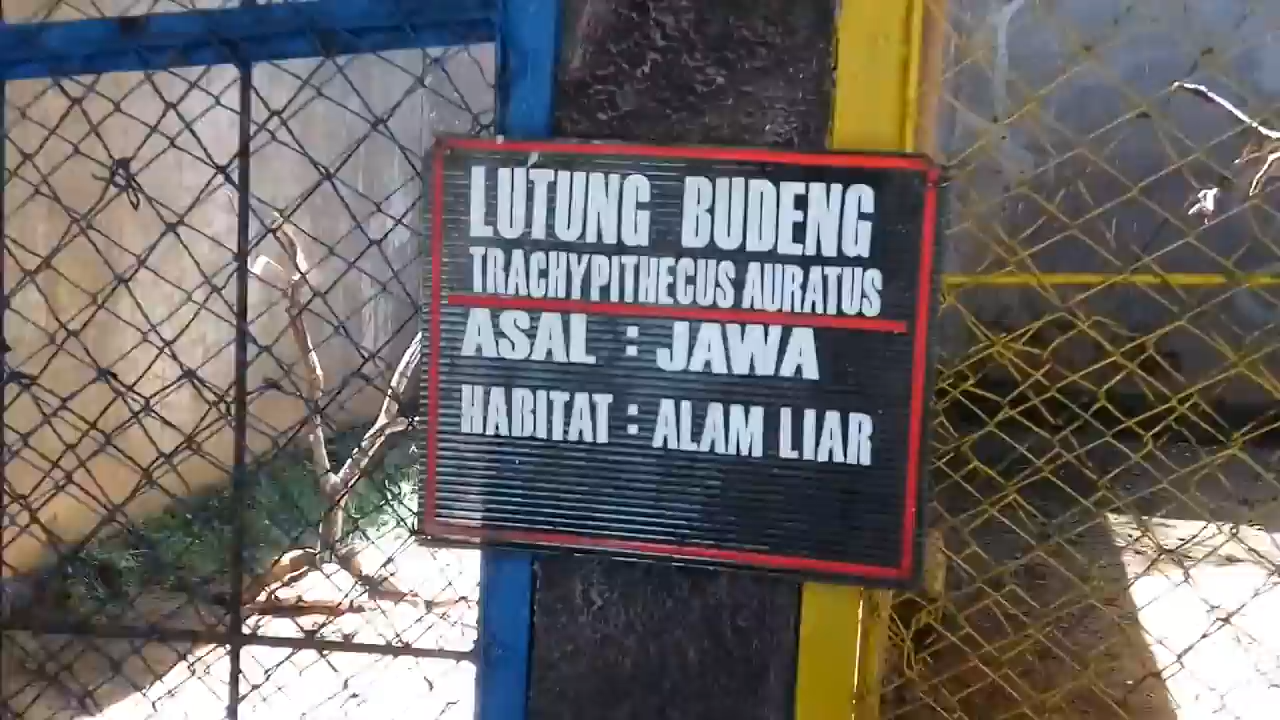 LUTUNG BUDENG
TRACHYPITHECUS AURATUS
ASAL : JAWA
HABITAT : ALAM LIAR